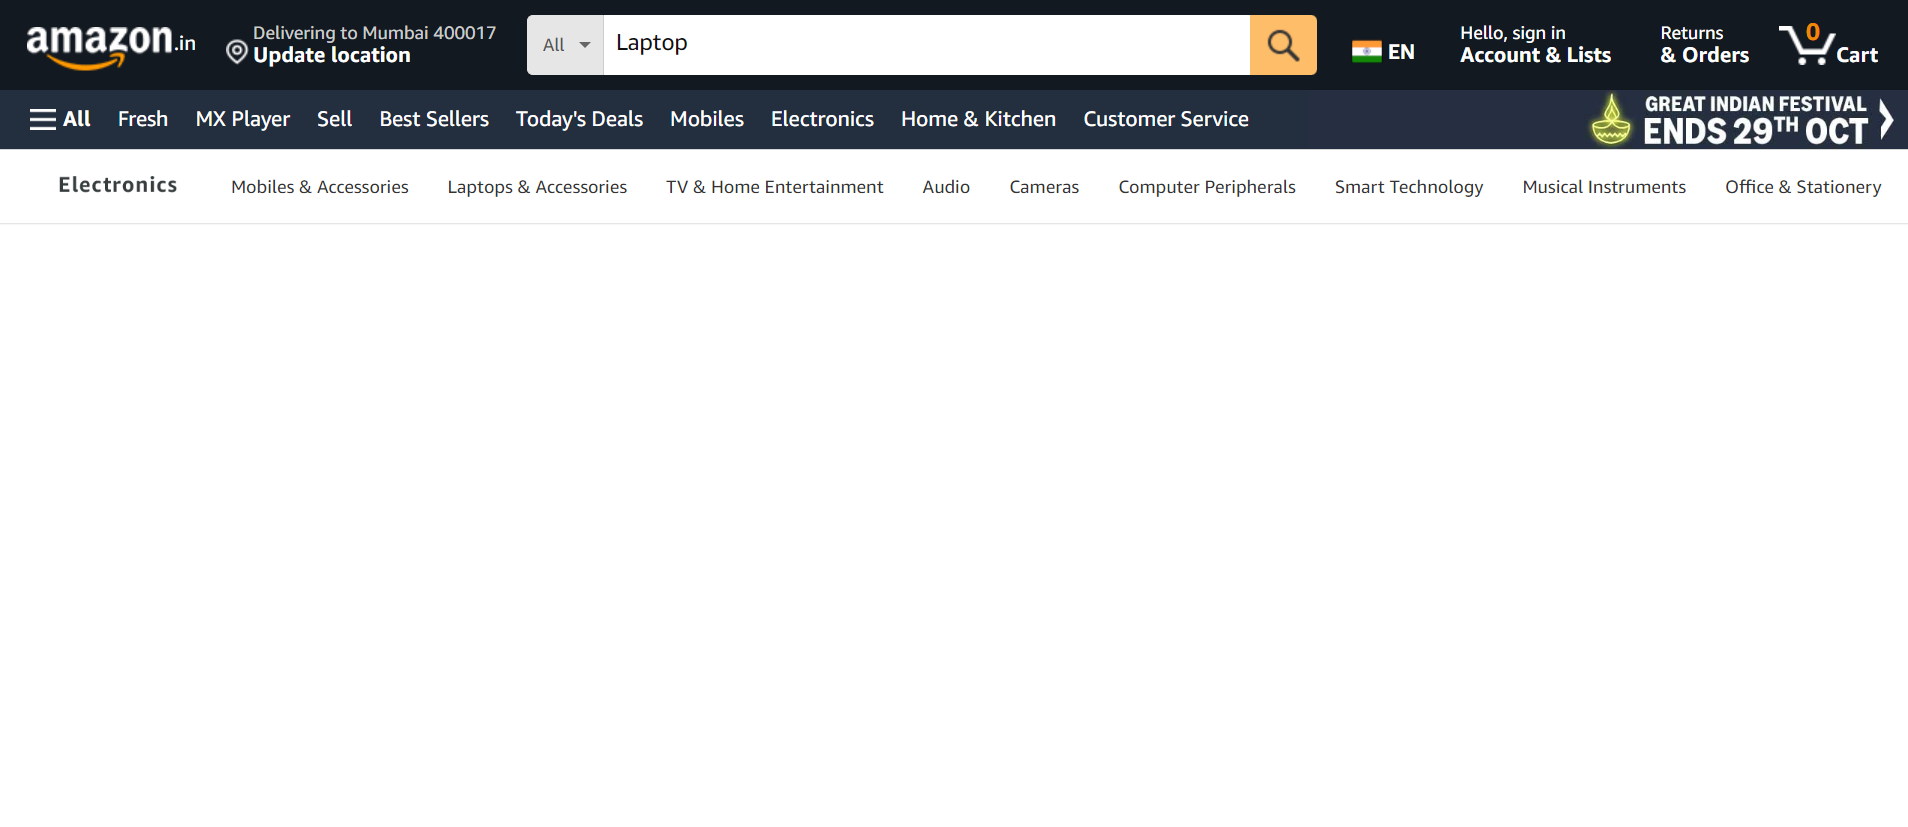 amazon.in
Delivering to Mumbai 400017
Update location
All
Laptop
EN
Hello, sign in
Account & Lists
Returns
& Orders
0
Cart
All Fresh MX Player Sell Best Sellers Today's Deals Mobiles Electronics Home & Kitchen Customer Service
GREAT INDIAN FESTIVAL
ENDS 29TH OCT
Electronics Mobiles & Accessories Laptops & Accessories TV & Home Entertainment Audio Cameras Computer Peripherals Smart Technology Musical Instruments Office & Stationery